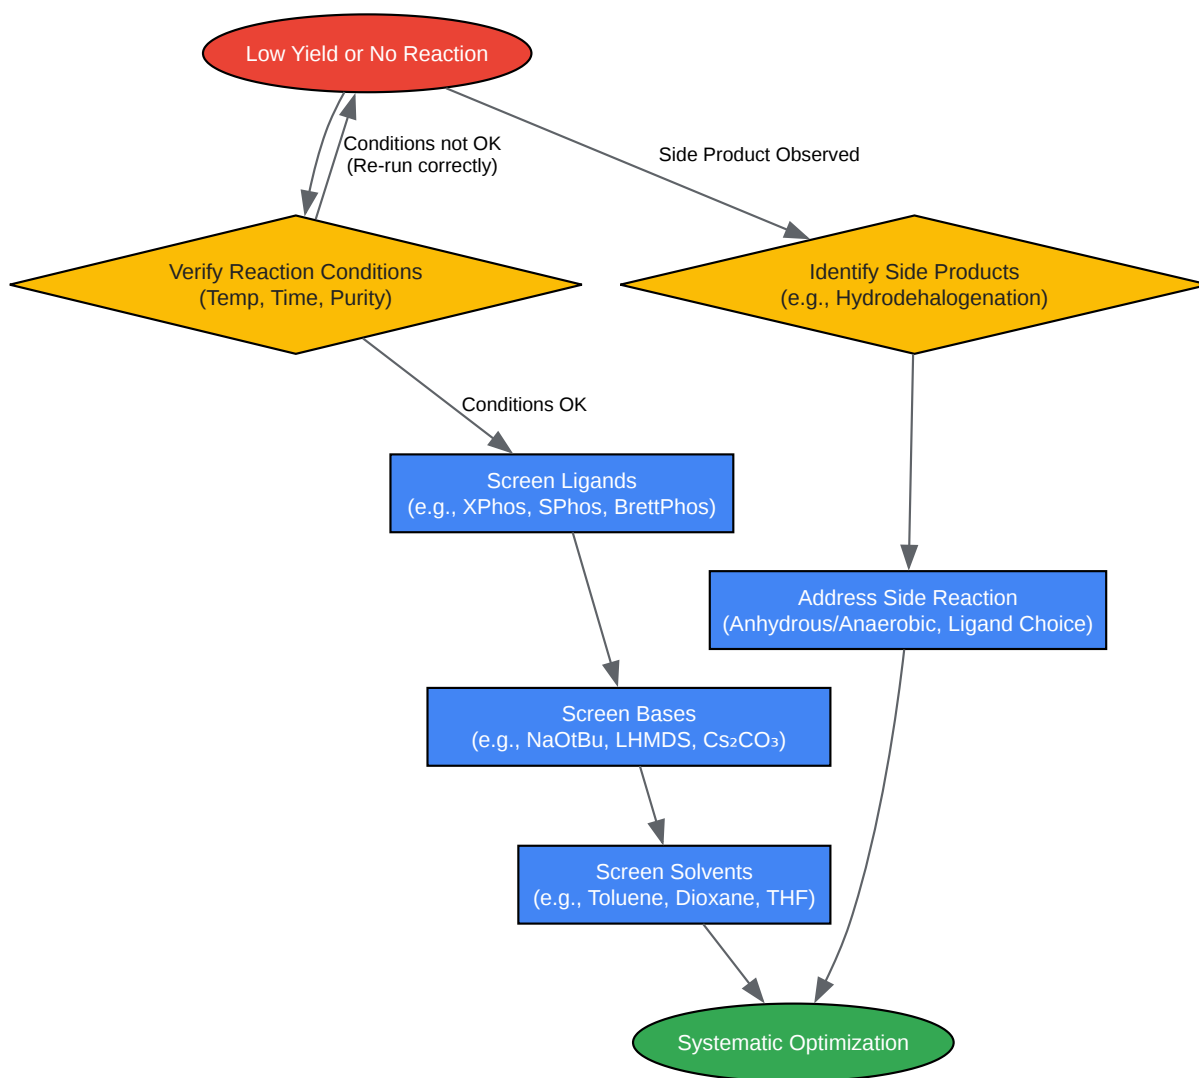 Low Yield or No Reaction
Conditions not OK
(Re-run correctly)
Side Product Observed
Verify Reaction Conditions
(Temp, Time, Purity)
Identify Side Products
(e.g., Hydrodehalogenation)
Conditions OK
Screen Ligands
(e.g., XPhos, SPhos, BrettPhos)
Address Side Reaction
(Anhydrous/Anaerobic, Ligand Choice)
Screen Bases
(e.g., NaOtBu, LHMDS, Cs₂CO₃)
Screen Solvents
(e.g., Toluene, Dioxane, THF)
Systematic Optimization